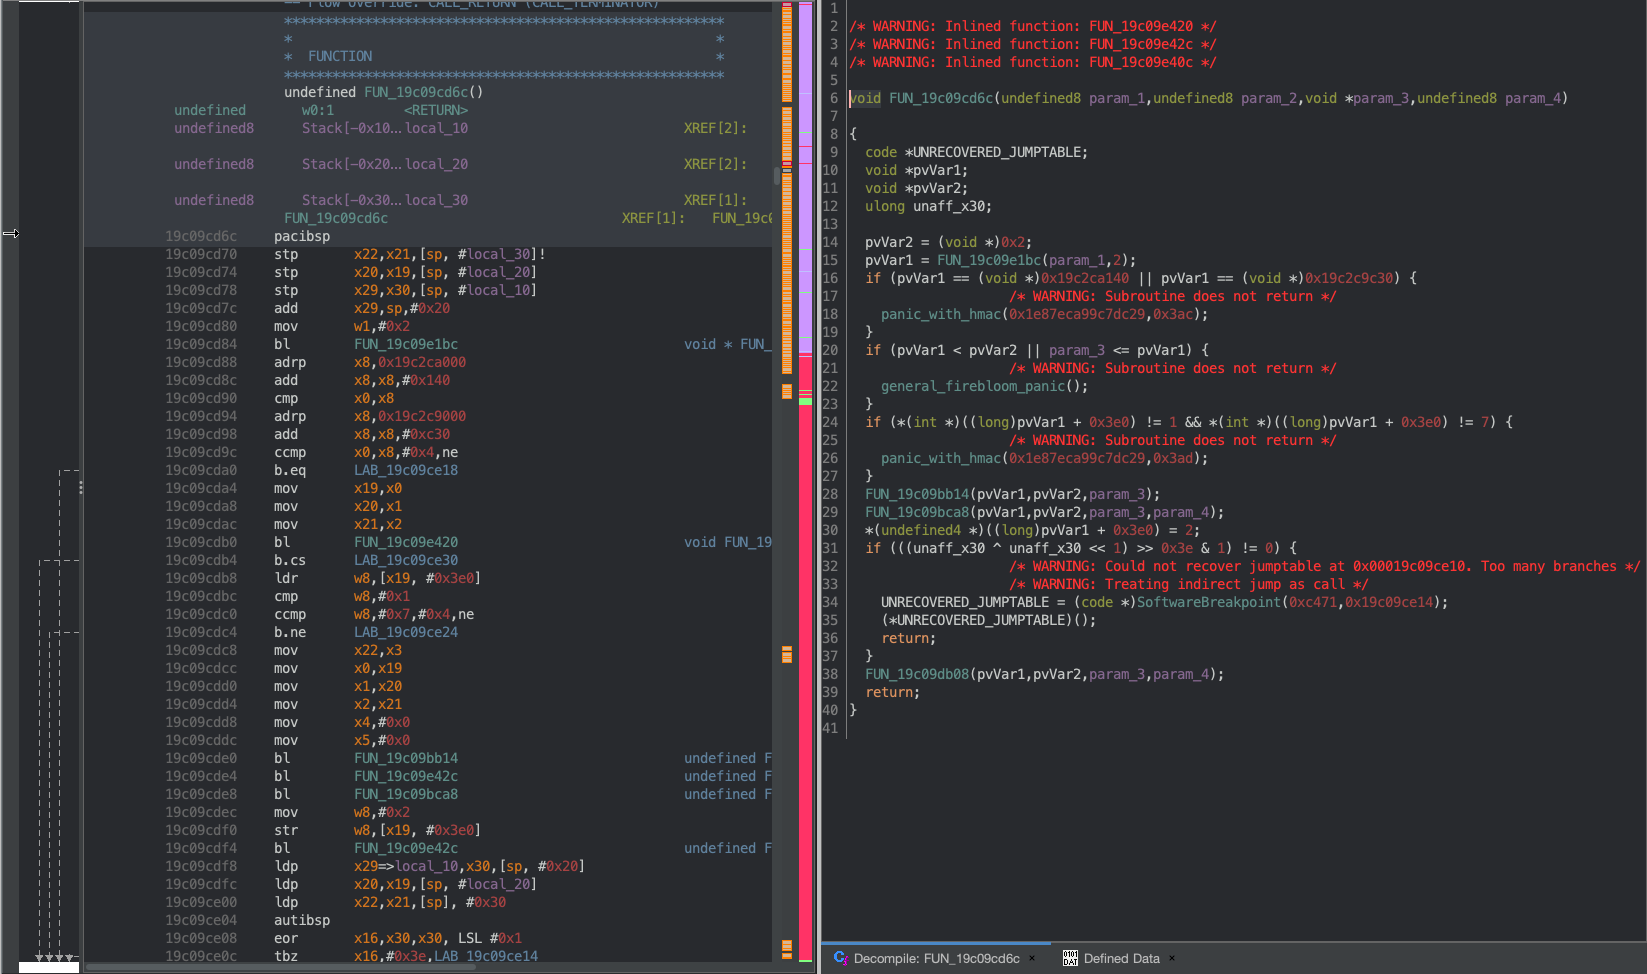 -- Flow Override: CALL_RETURN (CALL_TERMINATOR)
*******************************************************
* *
* FUNCTION *
*******************************************************
undefined FUN_19c09cd6c()
undefined w0:1 <RETURN>
undefined8 Stack[-0x10... local_10 XREF[2]:
undefined8 Stack[-0x20... local_20 XREF[2]:
undefined8 Stack[-0x30... local_30 XREF[1]:
FUN_19c09cd6c XREF[1]: FUN_19c0
19c09cd6c pacibsp
19c09cd70 stp x22,x21,[sp, #local_30]!
19c09cd74 stp x20,x19,[sp, #local_20]
19c09cd78 stp x29,x30,[sp, #local_10]
19c09cd7c add x29,sp,#0x20
19c09cd80 mov w1,#0x2
19c09cd84 bl FUN_19c09e1bc void * FUN_
19c09cd88 adrp x8,0x19c2ca000
19c09cd8c add x8,x8,#0x140
19c09cd90 cmp x0,x8
19c09cd94 adrp x8,0x19c2c9000
19c09cd98 add x8,x8,#0xc30
19c09cd9c ccmp x0,x8,#0x4,ne
19c09cda0 b.eq LAB_19c09ce18
19c09cda4 mov x19,x0
19c09cda8 mov x20,x1
19c09cdac mov x21,x2
19c09cdb0 bl FUN_19c09e420 void FUN_19
19c09cdb4 b.cs LAB_19c09ce30
19c09cdb8 ldr w8,[x19, #0x3e0]
19c09cdbc cmp w8,#0x1
19c09cdc0 ccmp w8,#0x7,#0x4,ne
19c09cdc4 b.ne LAB_19c09ce24
19c09cdc8 mov x22,x3
19c09cdcc mov x0,x19
19c09cdd0 mov x1,x20
19c09cdd4 mov x2,x21
19c09cdd8 mov x4,#0x0
19c09cddc mov x5,#0x0
19c09cde0 bl FUN_19c09bb14 undefined F
19c09cde4 bl FUN_19c09e42c undefined F
19c09cde8 bl FUN_19c09bca8 undefined F
19c09cdec mov w8,#0x2
19c09cdf0 str w8,[x19, #0x3e0]
19c09cdf4 bl FUN_19c09e42c undefined F
19c09cdf8 ldp x29=>local_10,x30,[sp, #0x20]
19c09cdfc ldp x20,x19,[sp, #local_20]
19c09ce00 ldp x22,x21,[sp], #0x30
19c09ce04 autibsp
19c09ce08 eor x16,x30,x30, LSL #0x1
19c09ce0c tbz x16,#0x3e,LAB_19c09ce14
1
2 /* WARNING: Inlined function: FUN_19c09e420 */
3 /* WARNING: Inlined function: FUN_19c09e42c */
4 /* WARNING: Inlined function: FUN_19c09e40c */
5
6 void FUN_19c09cd6c(undefined8 param_1,undefined8 param_2,void *param_3,undefined8 param_4)
7
8 {
9 code *UNRECOVERED_JUMPTABLE;
10 void *pvVar1;
11 void *pvVar2;
12 ulong unaff_x30;
13
14 pvVar2 = (void *)0x2;
15 pvVar1 = FUN_19c09e1bc(param_1,2);
16 if (pvVar1 == (void *)0x19c2ca140 || pvVar1 == (void *)0x19c2c9c30) {
17 /* WARNING: Subroutine does not return */
18 panic_with_hmac(0x1e87eca99c7dc29,0x3ac);
19 }
20 if (pvVar1 < pvVar2 || param_3 <= pvVar1) {
21 /* WARNING: Subroutine does not return */
22 general_firebloom_panic();
23 }
24 if (*(int *)((long)pvVar1 + 0x3e0) != 1 && *(int *)((long)pvVar1 + 0x3e0) != 7) {
25 /* WARNING: Subroutine does not return */
26 panic_with_hmac(0x1e87eca99c7dc29,0x3ad);
27 }
28 FUN_19c09bb14(pvVar1,pvVar2,param_3);
29 FUN_19c09bca8(pvVar1,pvVar2,param_3,param_4);
30 *(undefined4 *)((long)pvVar1 + 0x3e0) = 2;
31 if (((unaff_x30 ^ unaff_x30 << 1) >> 0x3e & 1) != 0) {
32 /* WARNING: Could not recover jumptable at 0x00019c09ce10. Too many branches */
33 /* WARNING: Treating indirect jump as call */
34 UNRECOVERED_JUMPTABLE = (code *)SoftwareBreakpoint(0xc471,0x19c09ce14);
35 (*UNRECOVERED_JUMPTABLE)();
36 return;
37 }
38 FUN_19c09db08(pvVar1,pvVar2,param_3,param_4);
39 return;
40 }
41
Decompile: FUN_19c09cd6c ×
Defined Data ×